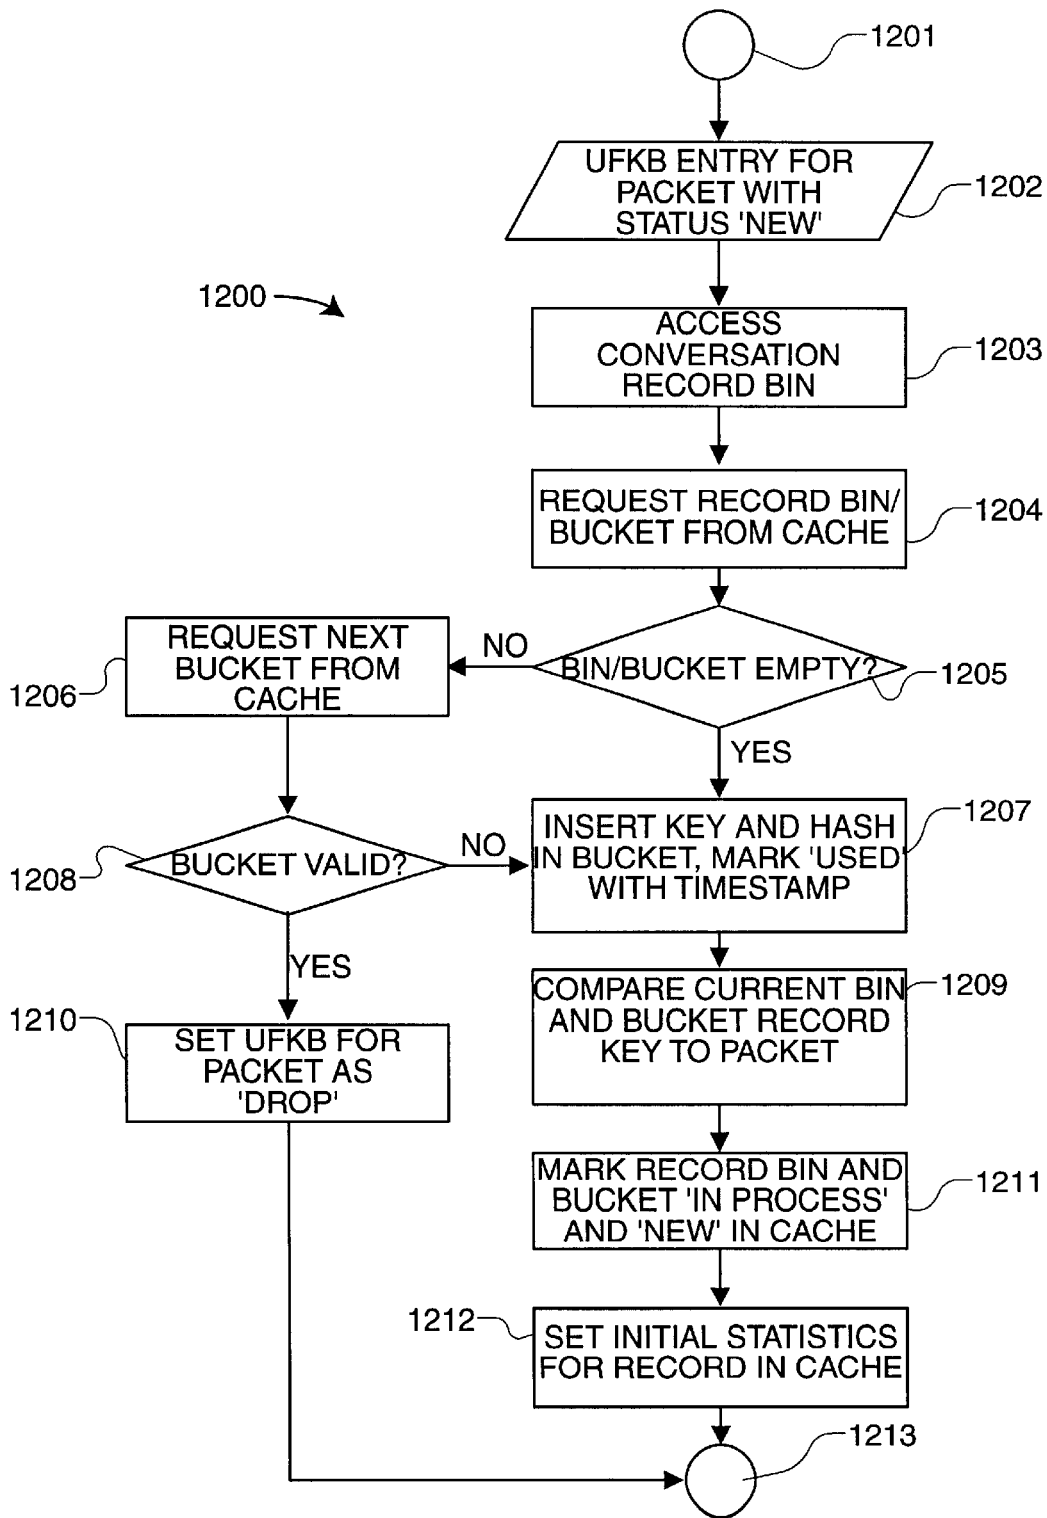 1201
UFKB ENTRY FOR
PACKET WITH
STATUS 'NEW'
1202
1200
ACCESS
CONVERSATION
RECORD BIN
1203
REQUEST RECORD BIN/
BUCKET FROM CACHE
1204
BIN/BUCKET EMPTY?
1205
NO
YES
REQUEST NEXT
BUCKET FROM
CACHE
1206
BUCKET VALID?
1208
NO
YES
INSERT KEY AND HASH
IN BUCKET, MARK 'USED'
WITH TIMESTAMP
1207
COMPARE CURRENT BIN
AND BUCKET RECORD
KEY TO PACKET
1209
1210
SET UFKB FOR
PACKET AS
'DROP'
MARK RECORD BIN AND
BUCKET 'IN PROCESS'
AND 'NEW' IN CACHE
1211
1212
SET INITIAL STATISTICS
FOR RECORD IN CACHE
1213